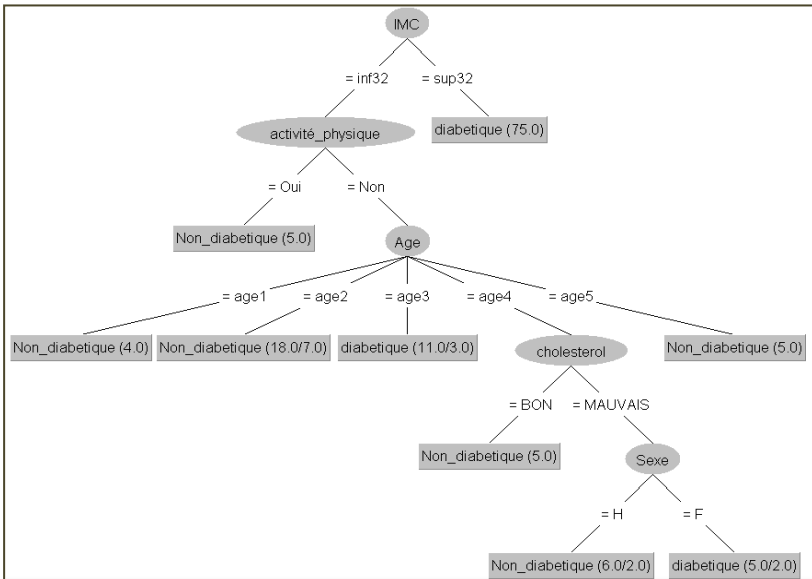 IMC
= inf32
= sup32
activité_physique
diabetique (75.0)
= Oui
= Non
Non_diabetique (5.0)
Age
= age1
= age2
= age3
= age4
= age5
Non_diabetique (4.0)
Non_diabetique (18.0/7.0)
diabetique (11.0/3.0)
cholesterol
Non_diabetique (5.0)
= BON
= MAUVAIS
Non_diabetique (5.0)
Sexe
= H
= F
Non_diabetique (6.0/2.0)
diabetique (5.0/2.0)